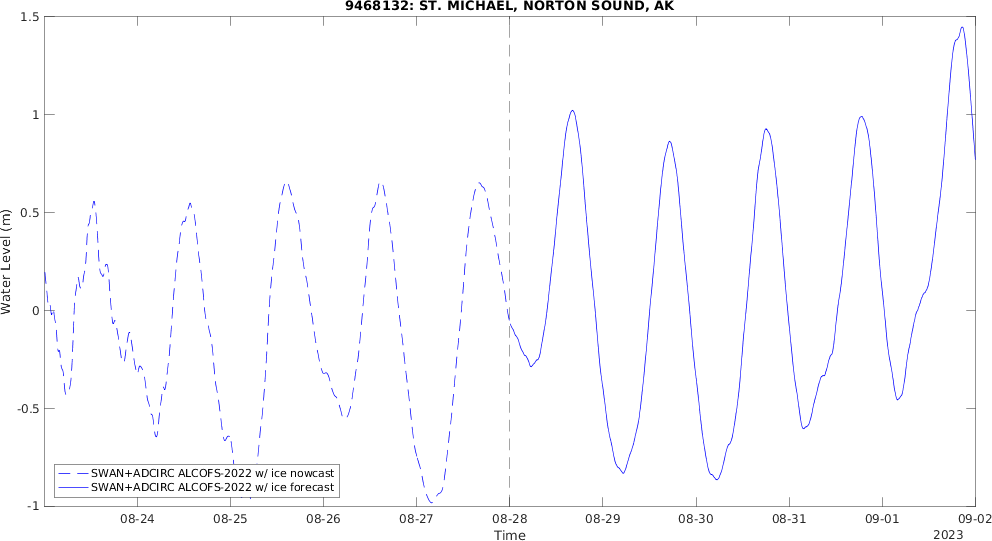 9468132: ST. MICHAEL, NORTON SOUND, AK
1.5
1
0.5
0
-0.5
-1
Water Level (m)
SWAN+ADCIRC ALCOFS-2022 w/ ice nowcast
SWAN+ADCIRC ALCOFS-2022 w/ ice forecast
08-24 08-25 08-26 08-27 08-28 08-29 08-30 08-31 09-01 09-02
Time
2023